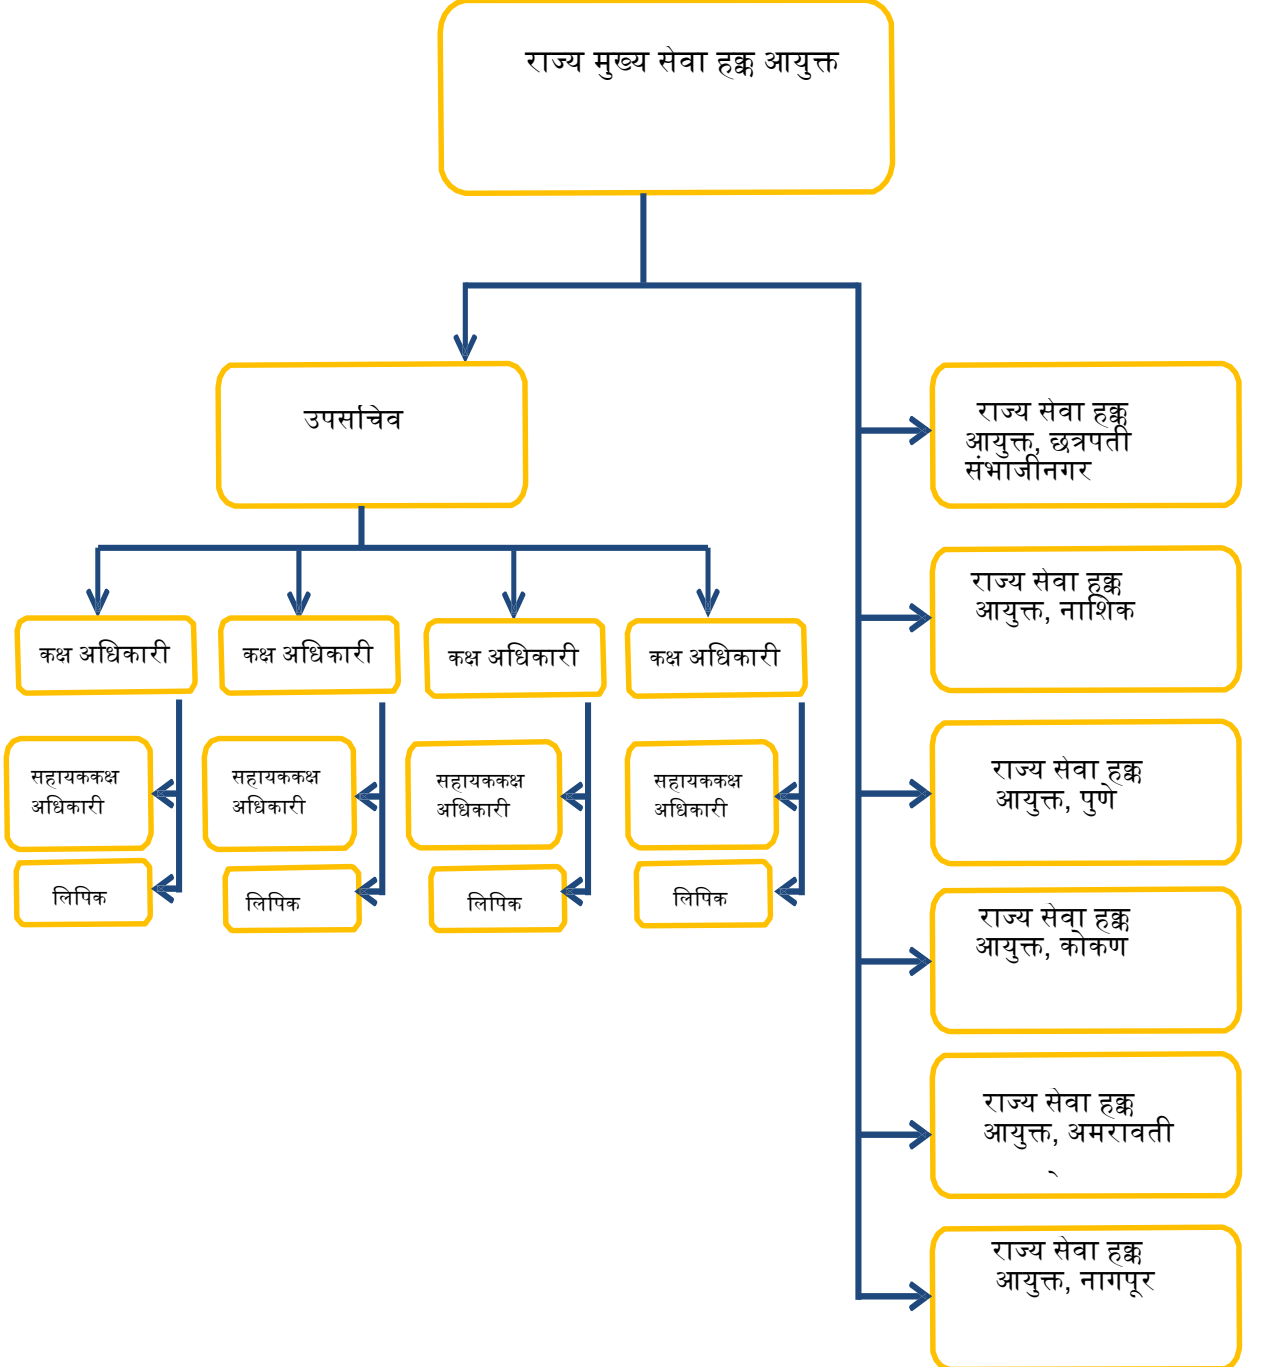 राज्य मुख्य सेवा हक्क आयुक्त
उपसचिव
कक्ष अधिकारी
कक्ष अधिकारी
कक्ष अधिकारी
कक्ष अधिकारी
सहायककक्ष
अधिकारी
सहायककक्ष
अधिकारी
सहायककक्ष
अधिकारी
सहायककक्ष
अधिकारी
लिपिक
लिपिक
लिपिक
लिपिक
राज्य सेवा हक्क
आयुक्त, छत्रपती
संभाजीनगर
राज्य सेवा हक्क
आयुक्त, नाशिक
राज्य सेवा हक्क
आयुक्त, पुणे
राज्य सेवा हक्क
आयुक्त, कोकण
राज्य सेवा हक्क
आयुक्त, अमरावती
राज्य सेवा हक्क
आयुक्त, नागपूर